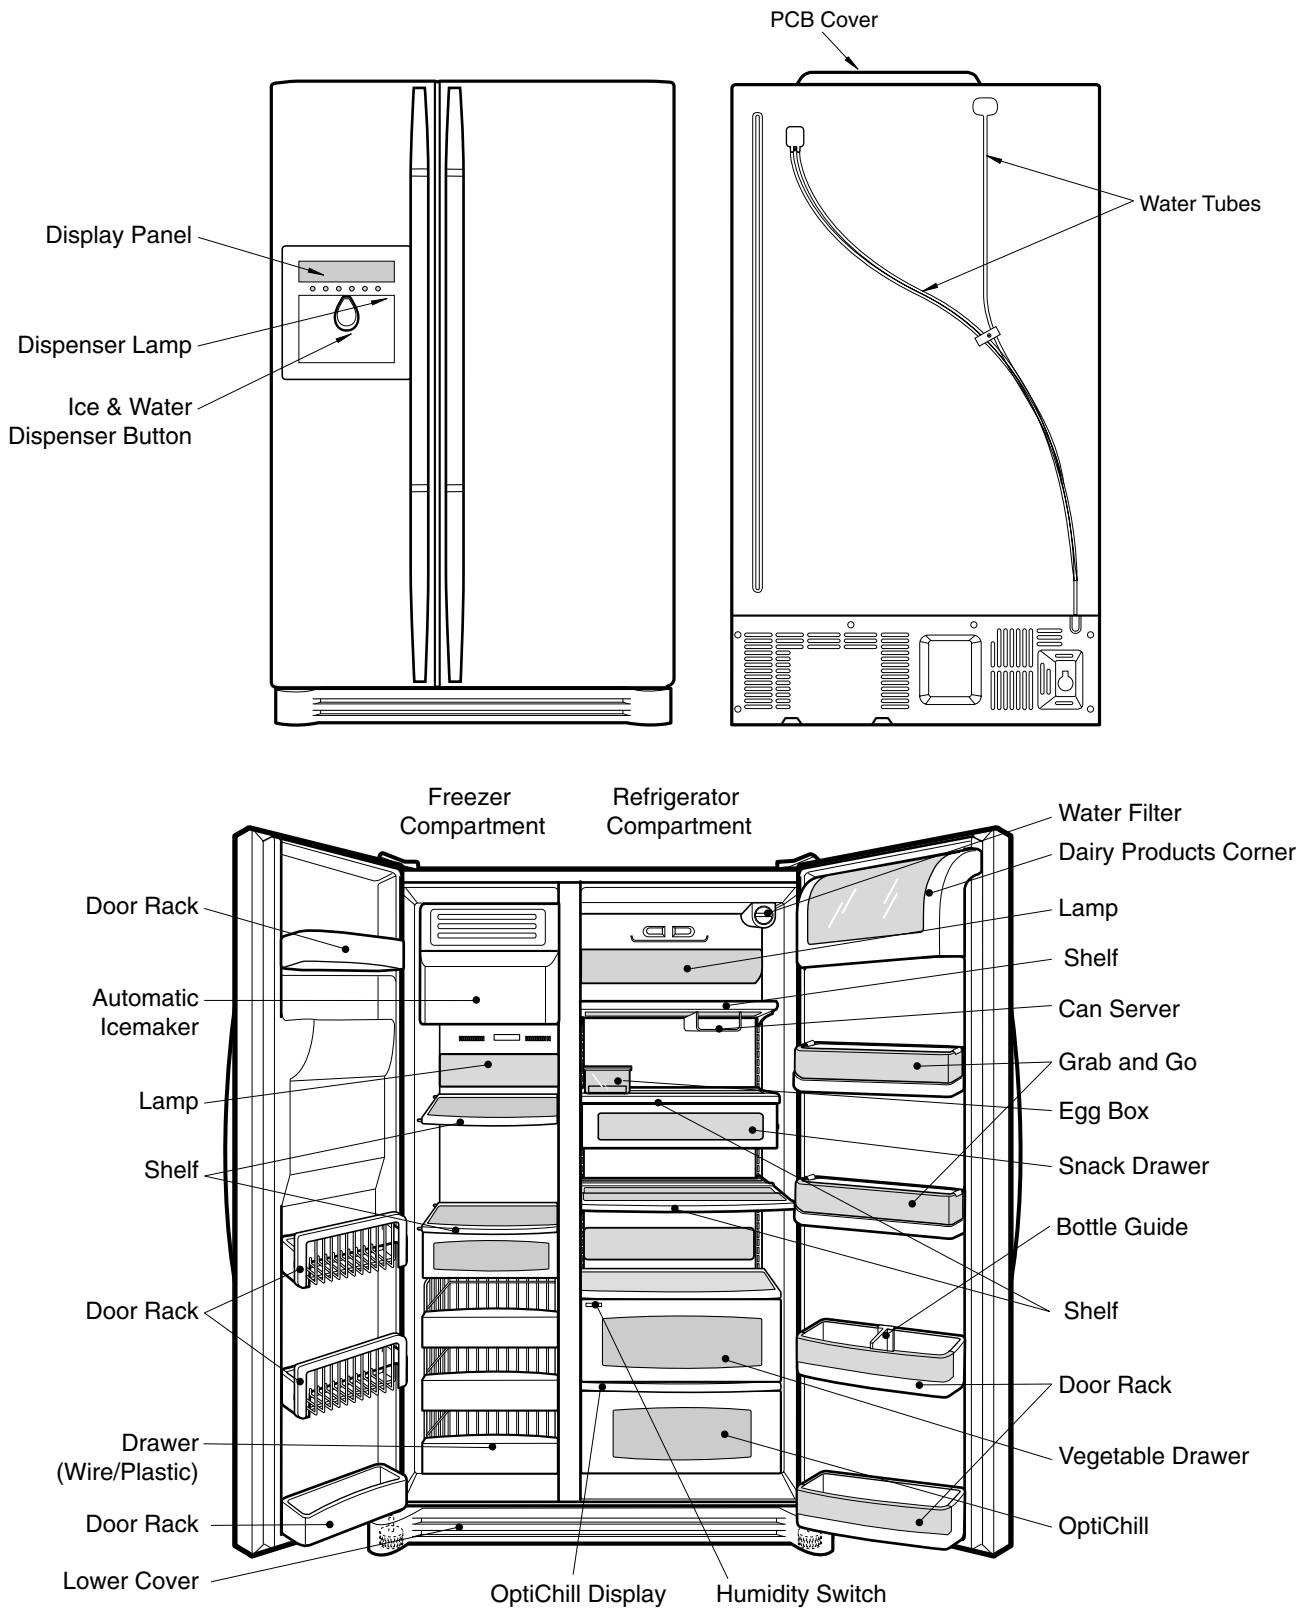 PCB Cover
Water Tubes
Display Panel
Dispenser Lamp
Ice & Water
Dispenser Button
Freezer
Compartment
Refrigerator
Compartment
Door Rack
Automatic
Icemaker
Lamp
Shelf
Door Rack
Drawer
(Wire/Plastic)
Door Rack
Lower Cover
Water Filter
Dairy Products Corner
Lamp
Shelf
Can Server
Grab and Go
Egg Box
Snack Drawer
Bottle Guide
Shelf
Door Rack
Vegetable Drawer
OptiChill
OptiChill Display
Humidity Switch